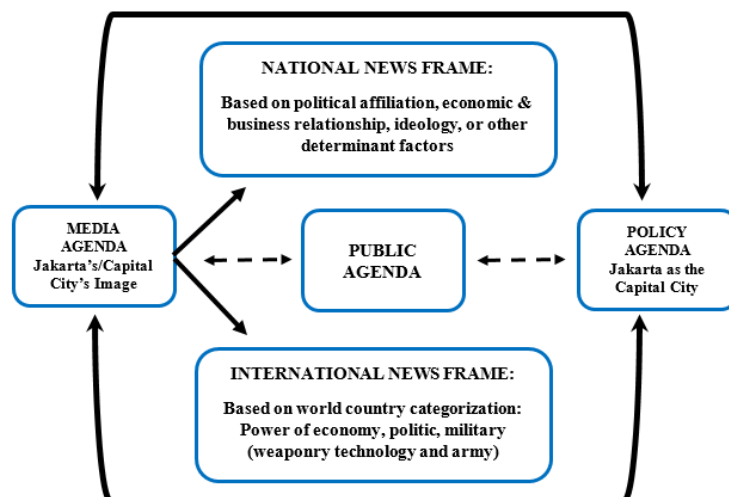 NATIONAL NEWS FRAME:
Based on political affiliation, economic &
business relationship, ideology, or other
determinant factors
MEDIA
AGENDA
Jakarta's/Capital
City's Image
PUBLIC
AGENDA
POLICY
AGENDA
Jakarta as the
Capital City
INTERNATIONAL NEWS FRAME:
Based on world country categorization:
Power of economy, politic, military
(weaponry technology and army)